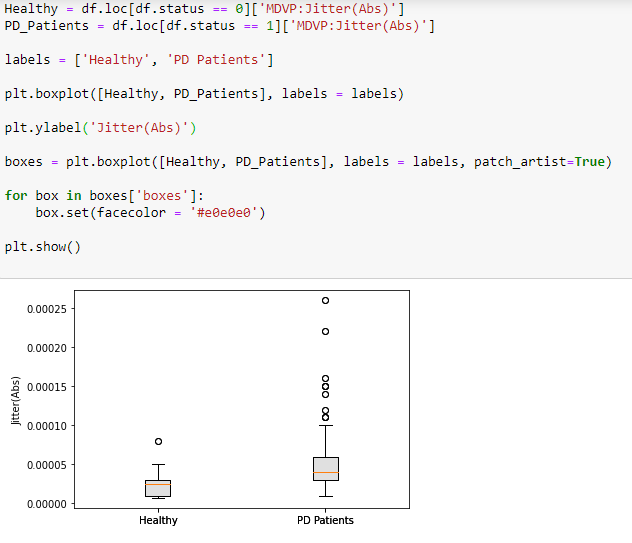 Healthy = df.loc[df.status == 0]['MDVP:Jitter(Abs)']
PD_Patients = df.loc[df.status == 1]['MDVP:Jitter(Abs)']
labels = ['Healthy', 'PD Patients']
plt.boxplot([Healthy, PD_Patients], labels = labels)
plt.ylabel('Jitter(Abs)')
boxes = plt.boxplot([Healthy, PD_Patients], labels = labels, patch_artist=True)
for box in boxes['boxes']:
    box.set(facecolor = '#e0e0e0')
plt.show()
0.00025
0.00020
0.00015
0.00010
0.00005
0.00000
Jitter(Abs)
Healthy
PD Patients